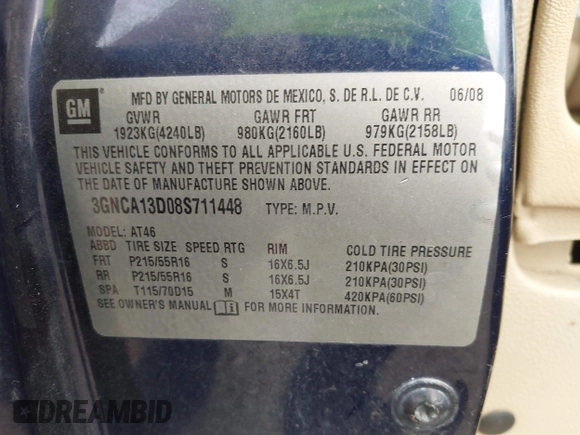 GM
MFD BY GENERAL MOTORS DE MEXICO, S. DE R.L. DE C.V. 06/08
GVWR GAWR FRT GAWR RR
1923KG(4240LB) 980KG(2160LB) 979KG(2158LB)
THIS VEHICLE CONFORMS TO ALL APPLICABLE U.S. FEDERAL MOTOR
VEHICLE SAFETY AND THEFT PREVENTION STANDARDS IN EFFECT ON
THE DATE OF MANUFACTURE SHOWN ABOVE.
3GNCA13D08S711448 TYPE: M.P.V.
MODEL: AT46
ABBD TIRE SIZE SPEED RTG RIM COLD TIRE PRESSURE
FRT P215/55R16 S 16X6.5J 210KPA(30PSI)
RR P215/55R16 S 16X6.5J 210KPA(30PSI)
SPA T115/70D15 M 15X4T 420KPA(60PSI)
SEE OWNER'S MANUAL FOR MORE INFORMATION.
DREAMBID